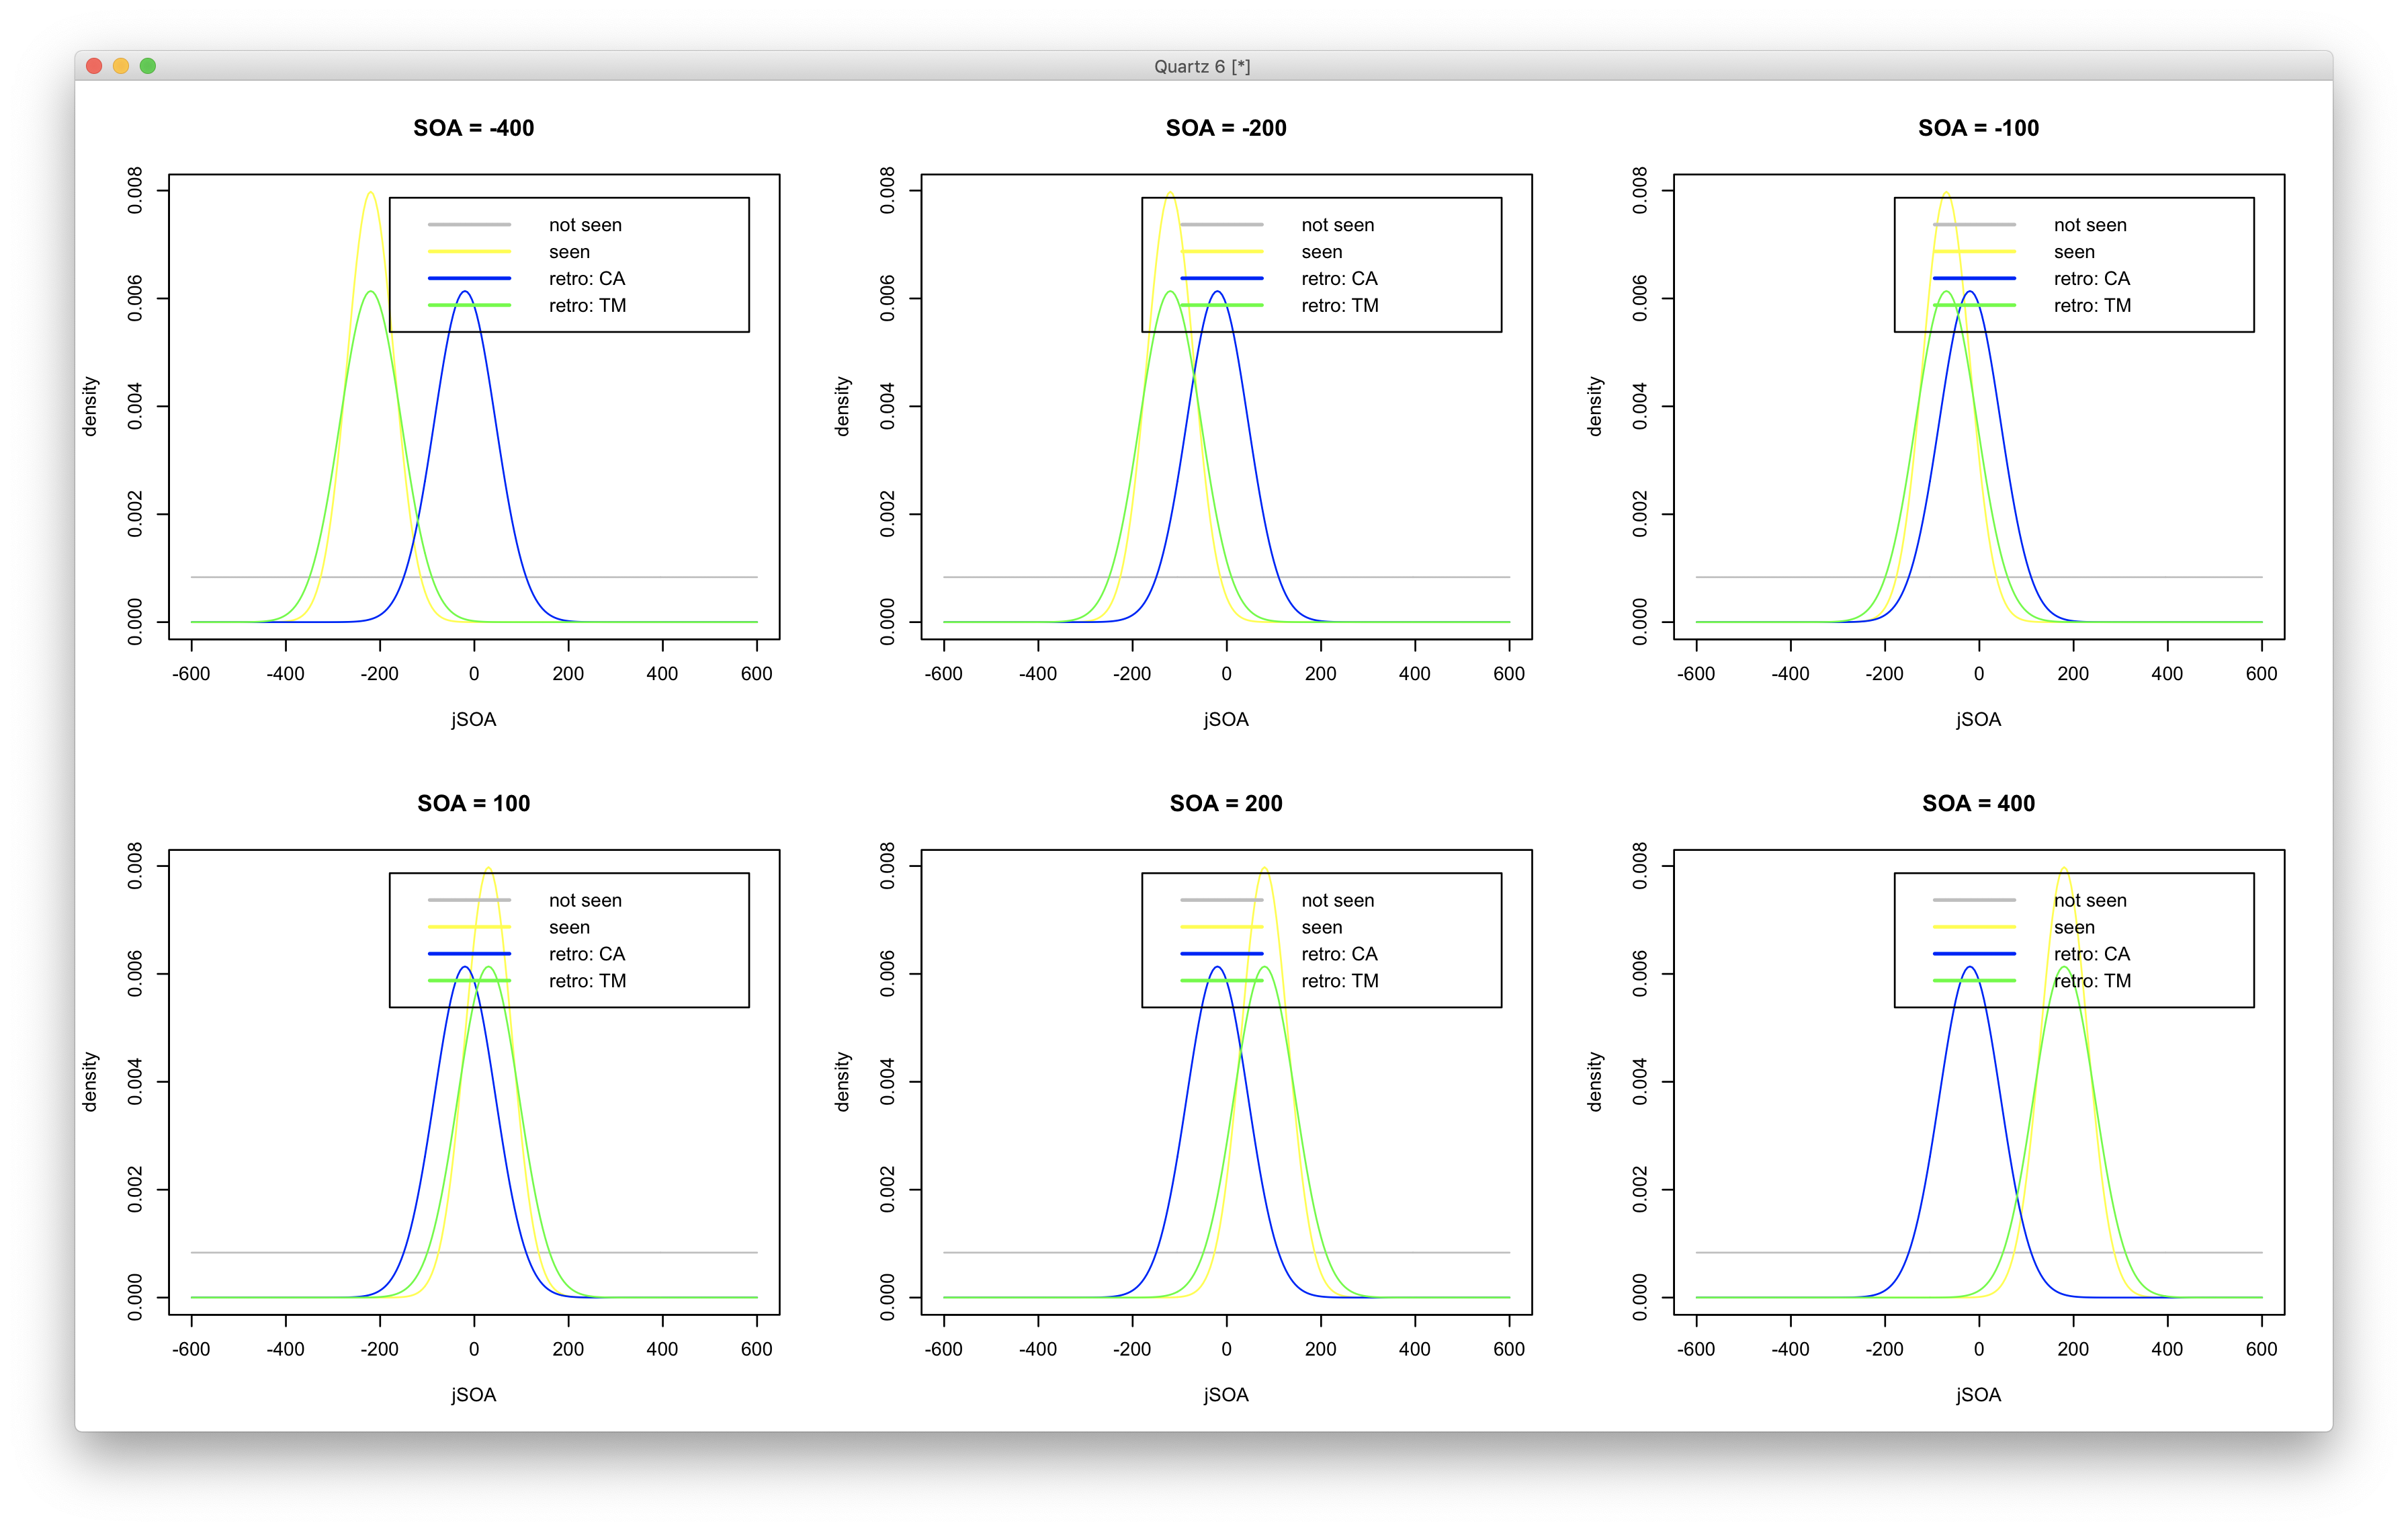 Quartz 6 [*]
SOA = -400
density
0.000 0.002 0.004 0.006 0.008
not seen
seen
retro: CA
retro: TM
-600 -400 -200 0 200 400 600
jSOA
SOA = -200
density
0.000 0.002 0.004 0.006 0.008
not seen
seen
retro: CA
retro: TM
-600 -400 -200 0 200 400 600
jSOA
SOA = -100
density
0.000 0.002 0.004 0.006 0.008
not seen
seen
retro: CA
retro: TM
-600 -400 -200 0 200 400 600
jSOA
SOA = 100
density
0.000 0.002 0.004 0.006 0.008
not seen
seen
retro: CA
retro: TM
-600 -400 -200 0 200 400 600
jSOA
SOA = 200
density
0.000 0.002 0.004 0.006 0.008
not seen
seen
retro: CA
retro: TM
-600 -400 -200 0 200 400 600
jSOA
SOA = 400
density
0.000 0.002 0.004 0.006 0.008
not seen
seen
retro: CA
retro: TM
-600 -400 -200 0 200 400 600
jSOA